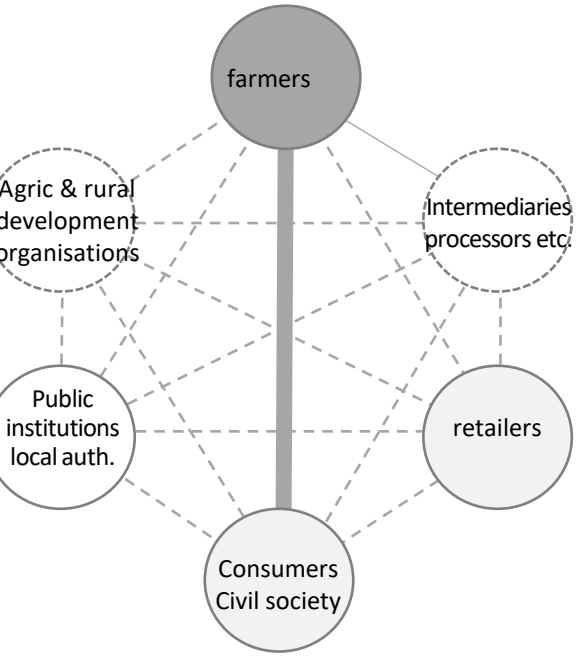 farmers
Agric & rural
development
organisations
Intermediaries
processors etc.
Public
institutions
local auth.
retailers
Consumers
Civil society